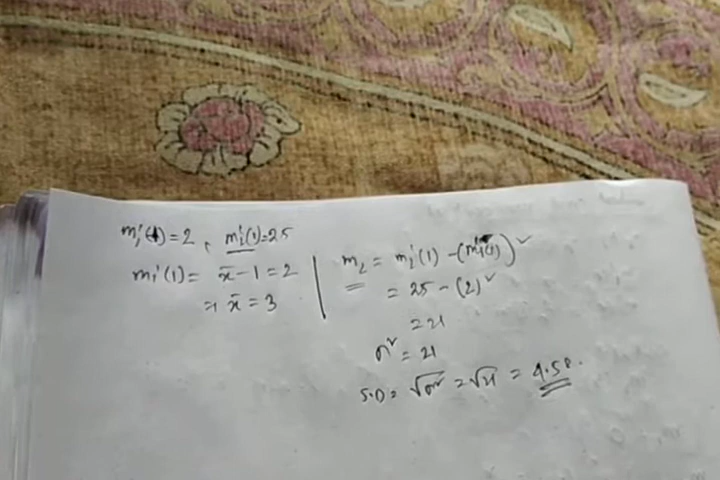 m₁'(1) = 2, m₂'(1) = 25
m₁'(1) = x̄ - 1 = 2
⇒ x̄ = 3
m₂ = m₂'(1) - (m₁'(1))²
= 25 - (2)²
= 21
σ² = 21
S.D = √σ² = √21 = 4.58.